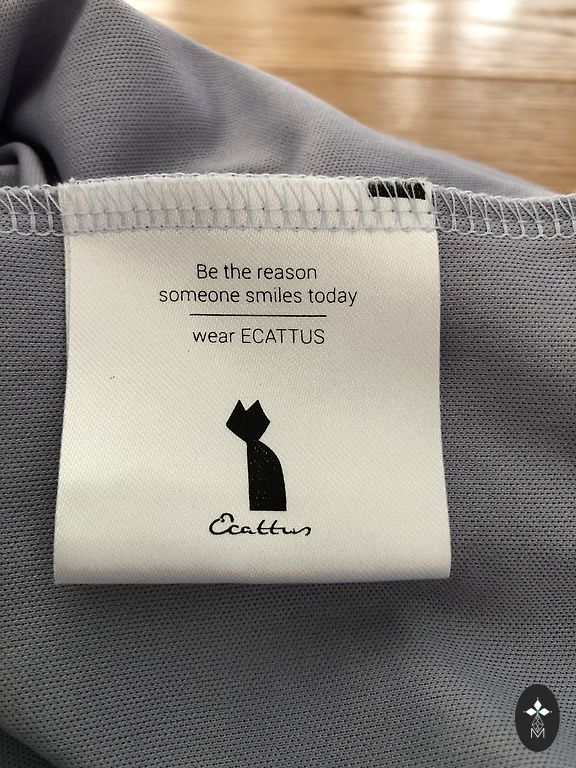 Be the reason
someone smiles today
wear ECATTUS
Ecattus
M